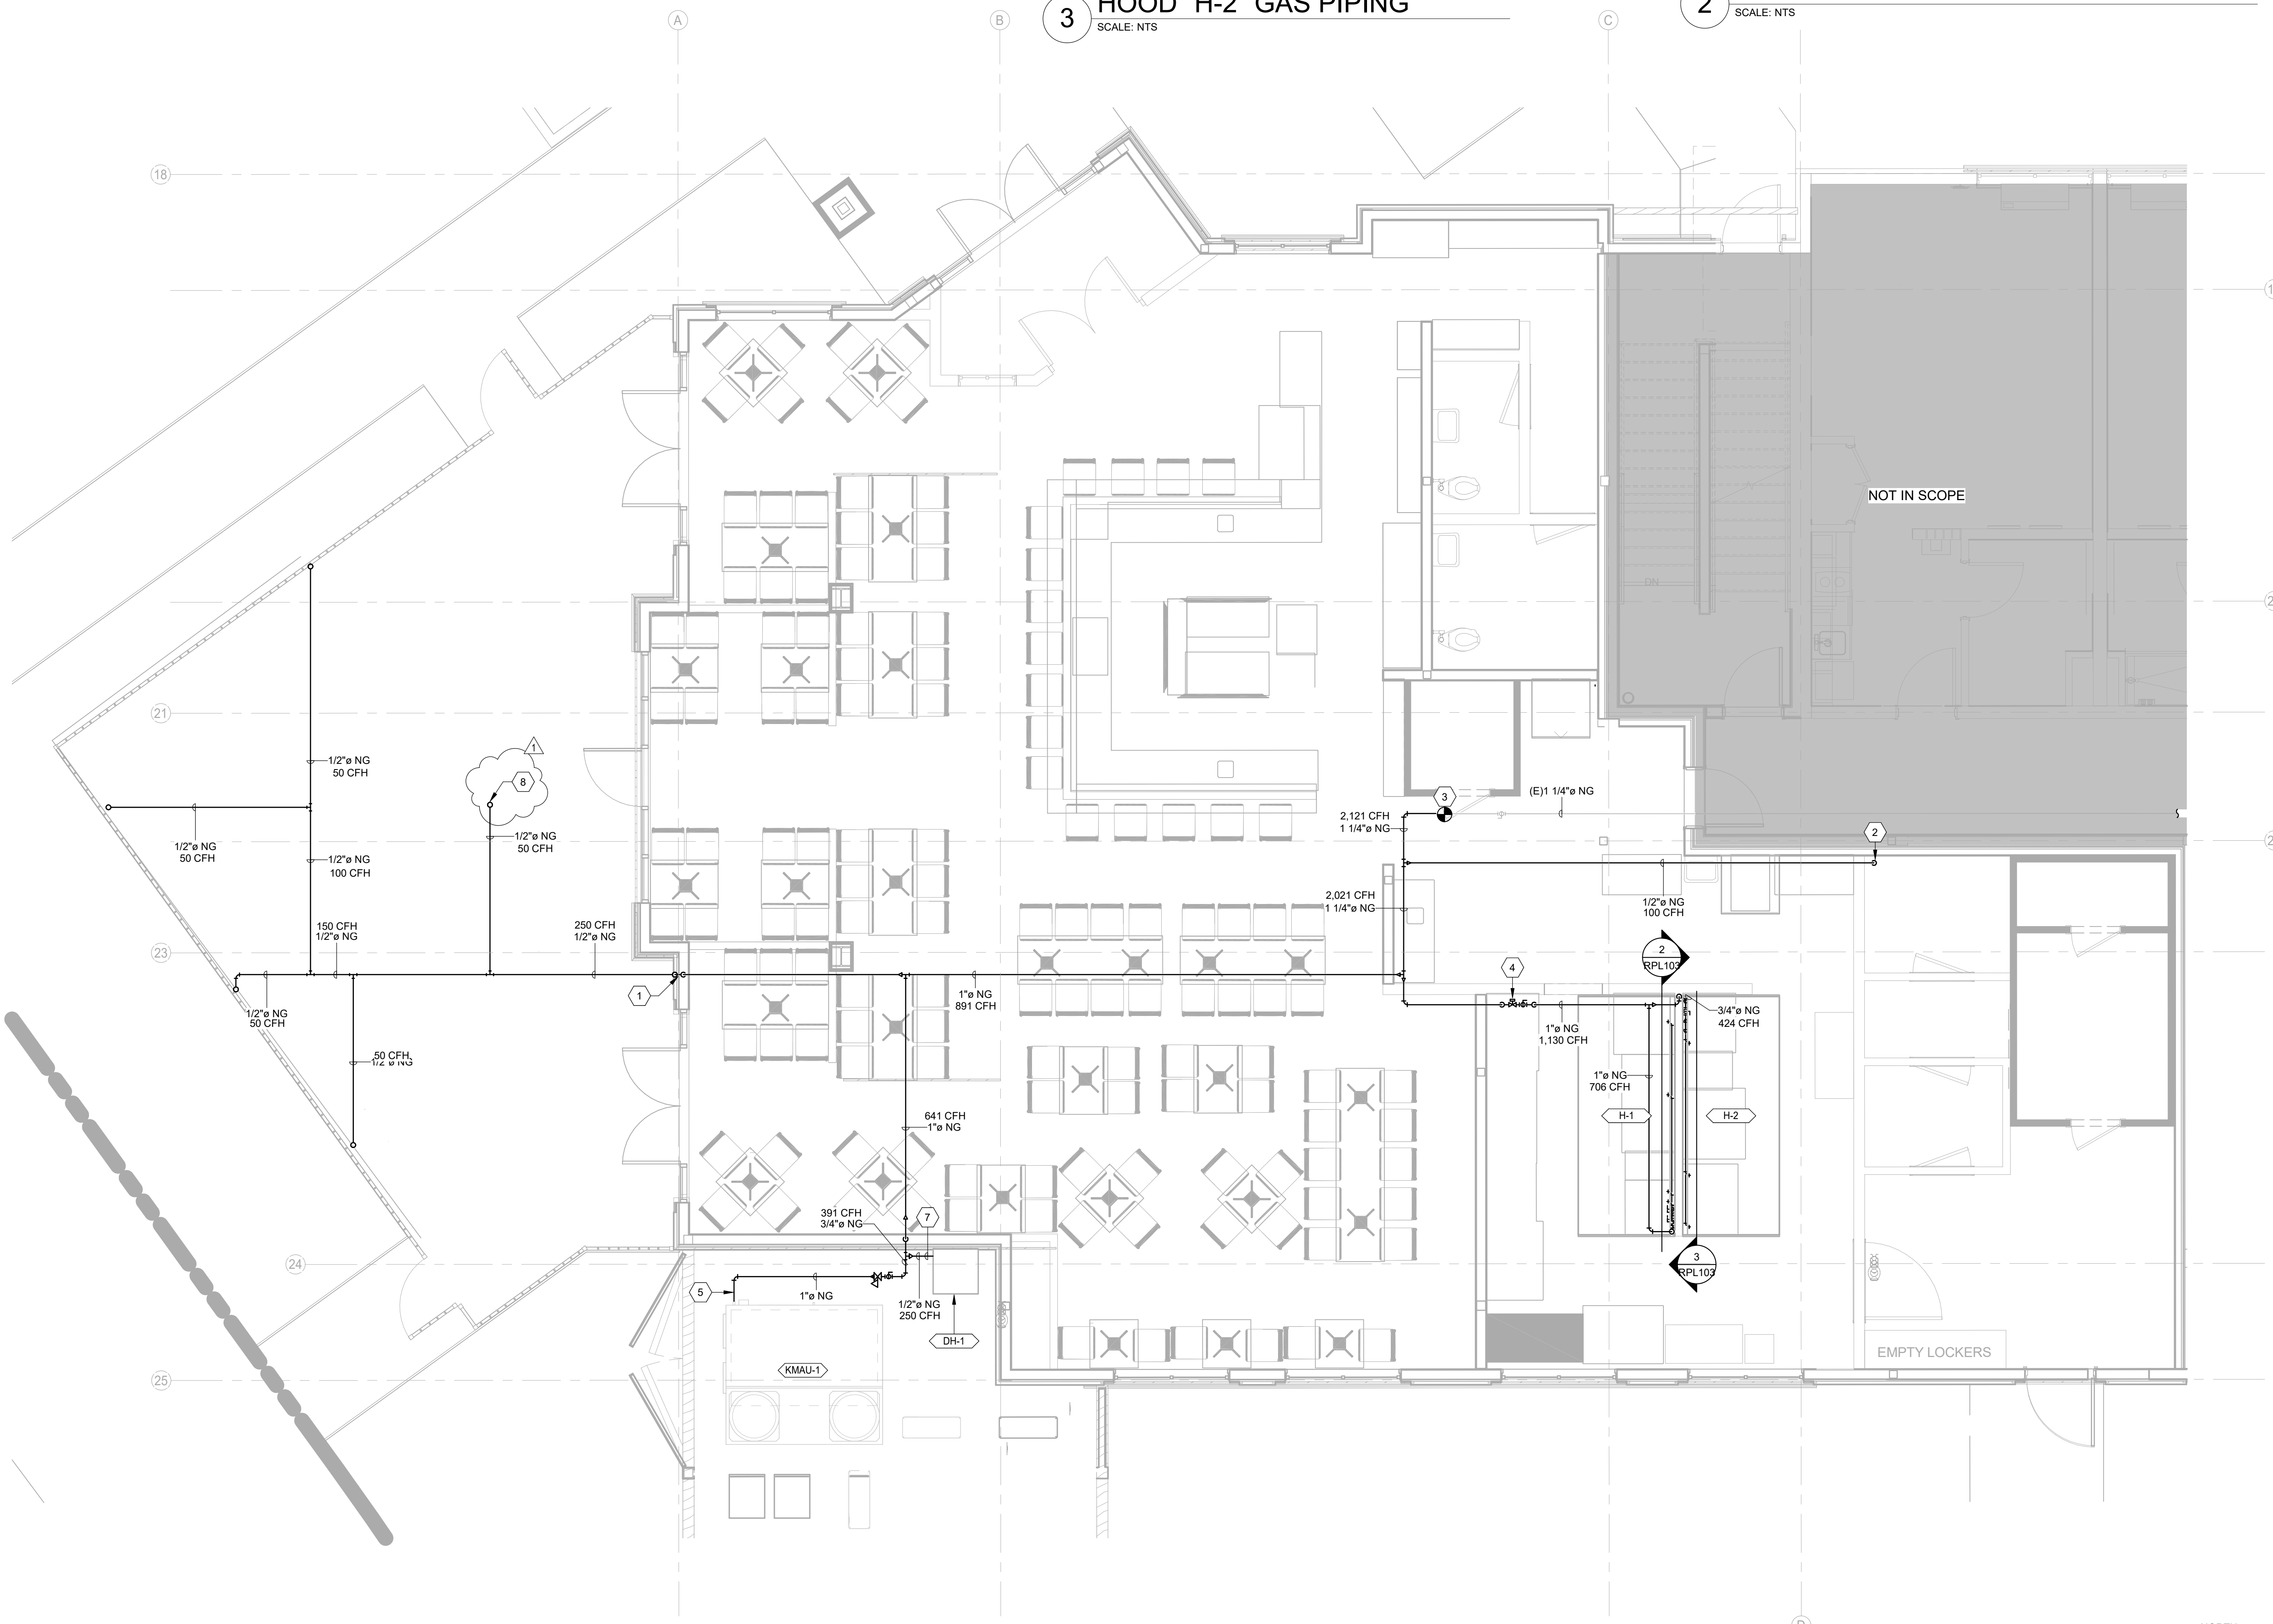 3
HOOD "H-2" GAS PIPING
SCALE: NTS
2
SCALE: NTS
A
B
C
18
NOT IN SCOPE
DN
21
1
8
1/2"ø NG
50 CFH
1/2"ø NG
50 CFH
1/2"ø NG
50 CFH
1/2"ø NG
100 CFH
3
(E)1 1/4"ø NG
2,121 CFH
1 1/4"ø NG
2
2,021 CFH
1 1/4"ø NG
1/2"ø NG
100 CFH
150 CFH
1/2"ø NG
250 CFH
1/2"ø NG
23
2
RPL103
4
1
1"ø NG
891 CFH
1/2"ø NG
50 CFH
3/4"ø NG
424 CFH
1"ø NG
1,130 CFH
50 CFH
1/2"ø NG
1"ø NG
706 CFH
641 CFH
1"ø NG
H-1
H-2
391 CFH
3/4"ø NG
7
24
3
RPL103
5
1"ø NG
1/2"ø NG
250 CFH
DH-1
KMAU-1
EMPTY LOCKERS
25